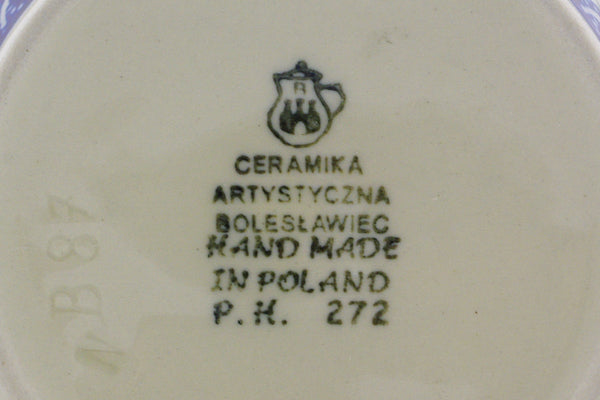 B
CERAMIKA
ARTYSTYCZNA
BOLESŁAWIEC
HAND MADE
IN POLAND
P.H. 272